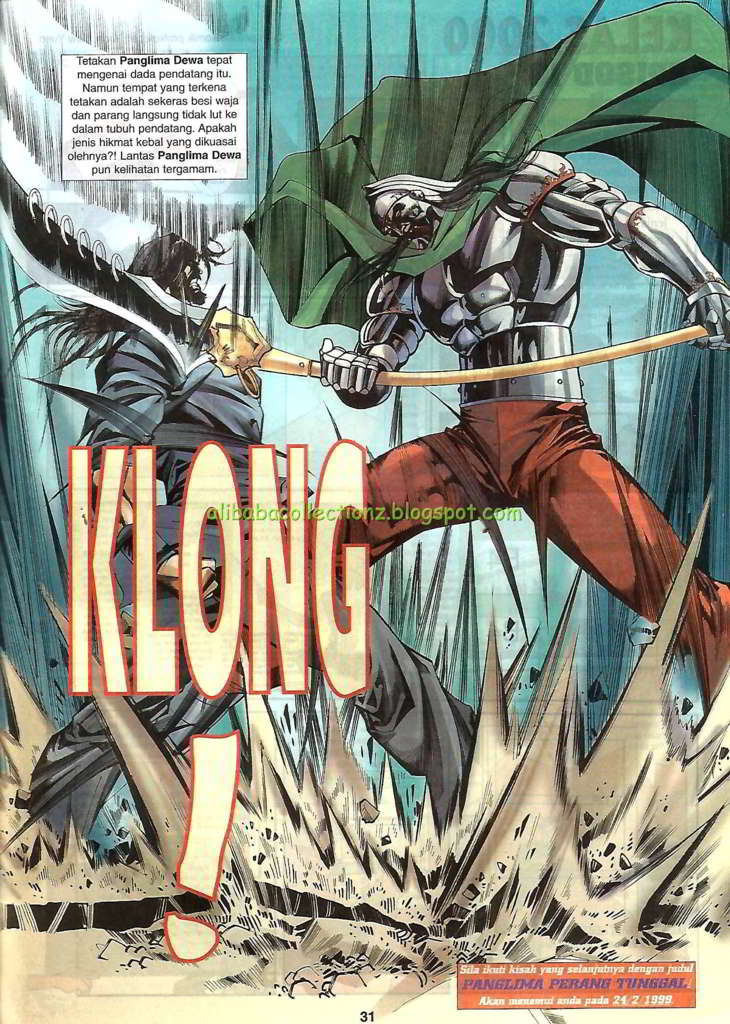 Tetakan Panglima Dewa tepat
mengenai dada pendatang itu.
Namun tempat yang terkena
tetakan adalah sekeras besi waja
dan parang langsung tidak lut ke
dalam tubuh pendatang. Apakah
jenis hikmat kebal yang dikuasai
olehnya?! Lantas Panglima Dewa
pun kelihatan tergamam.
KLONG
!
alibabacollectionz.blogspot.com
Sila ikuti kisah yang selanjutnya dengan judul
PANGLIMA PERANG TUNGGAL!
Akan menemui anda pada 24/2/1999.
31